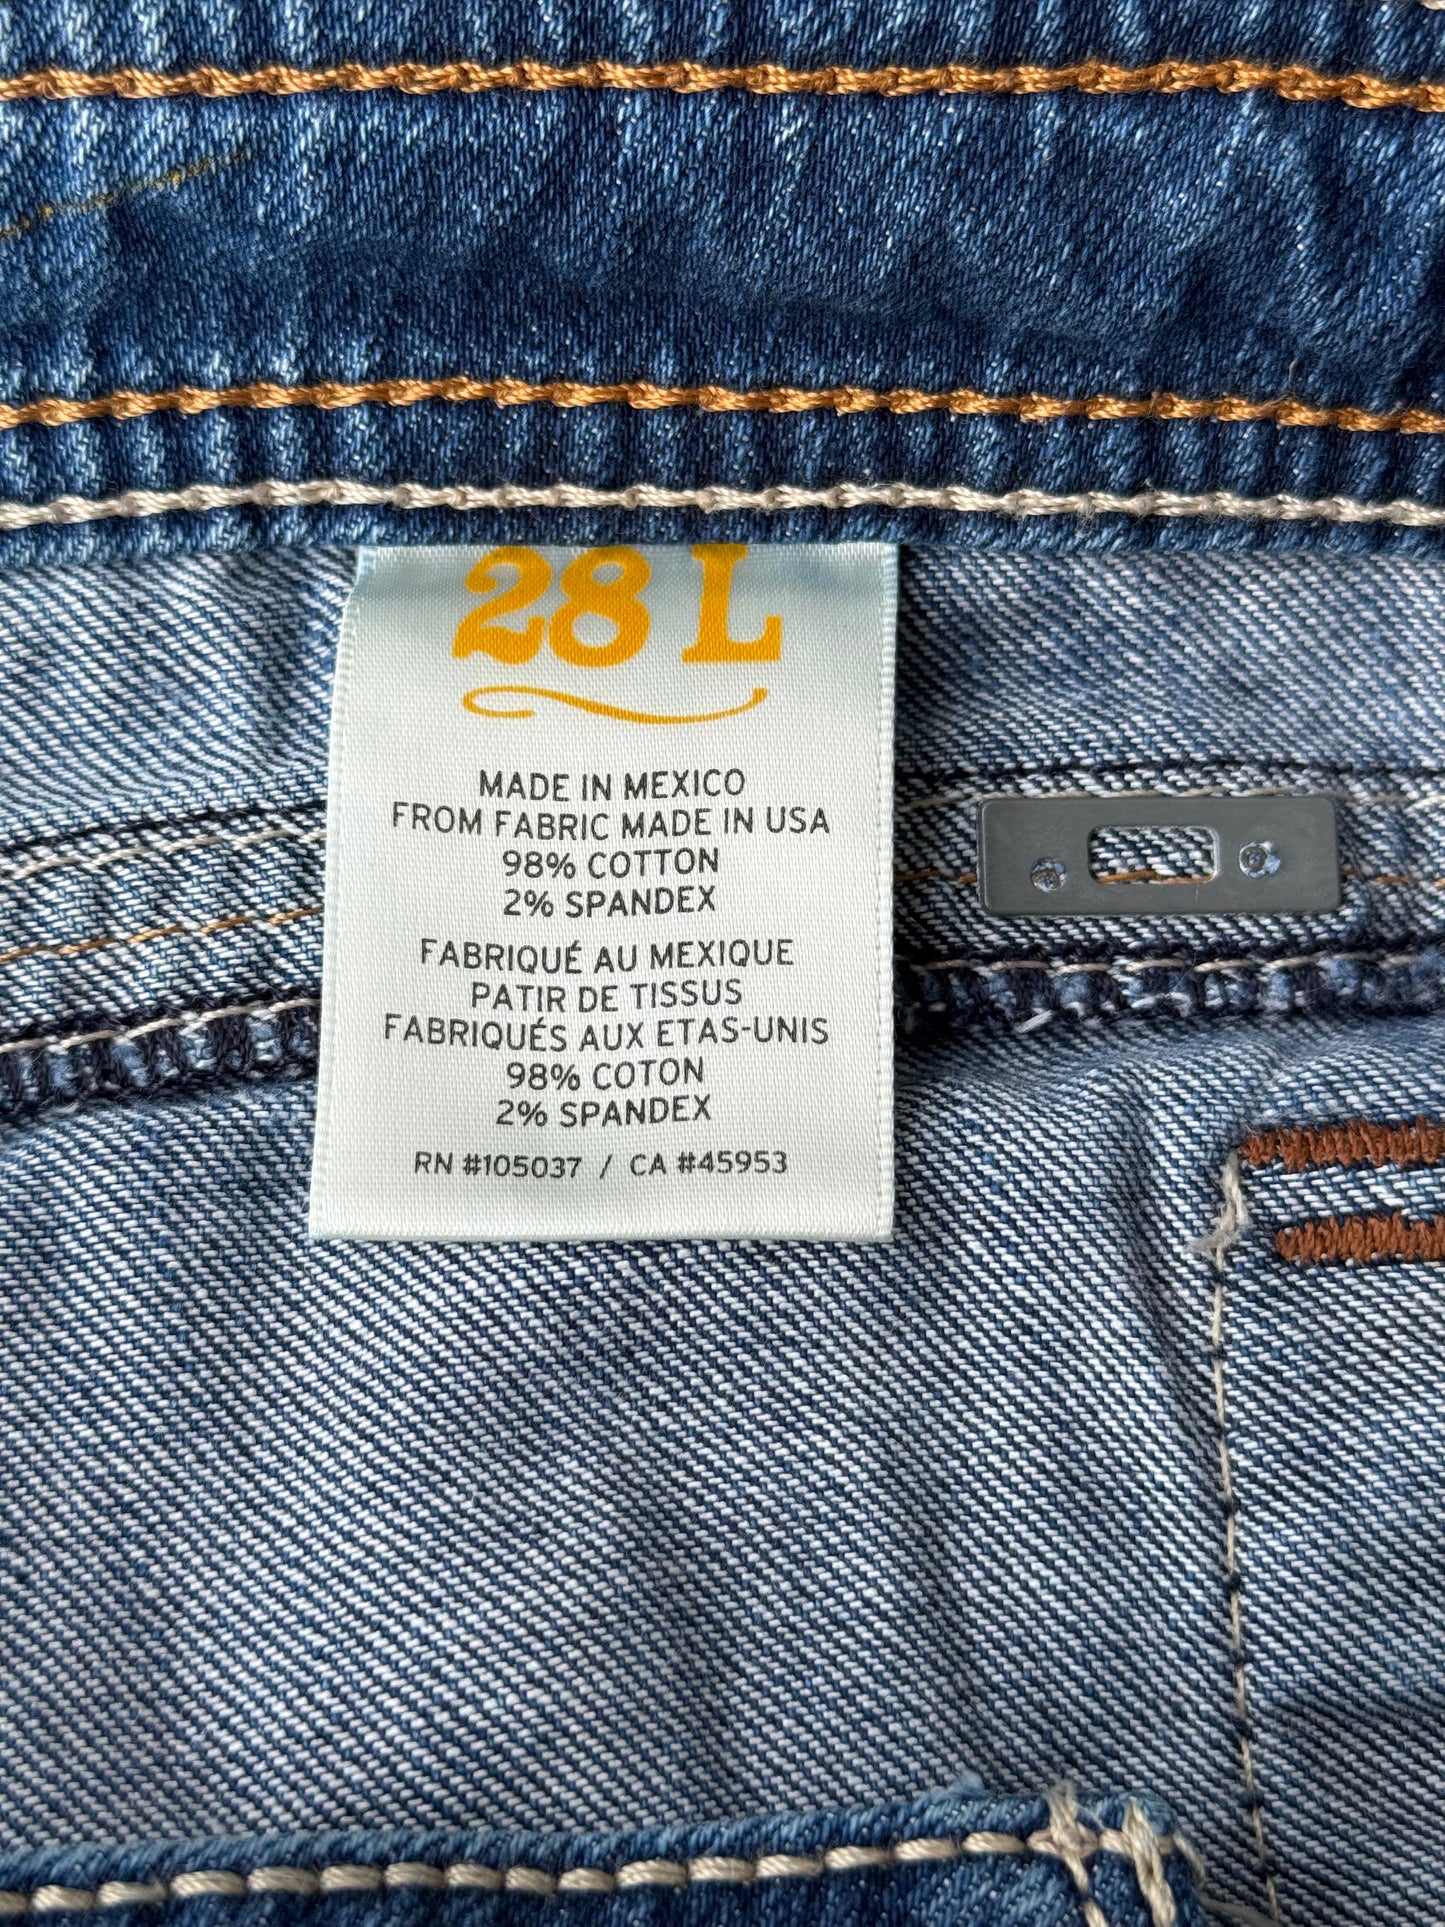 28 L
MADE IN MEXICO
FROM FABRIC MADE IN USA
98% COTTON
2% SPANDEX
FABRIQUÉ AU MEXIQUE
PATIR DE TISSUS
FABRIQUÉS AUX ETAS-UNIS
98% COTON
2% SPANDEX
RN #105037 / CA #45953